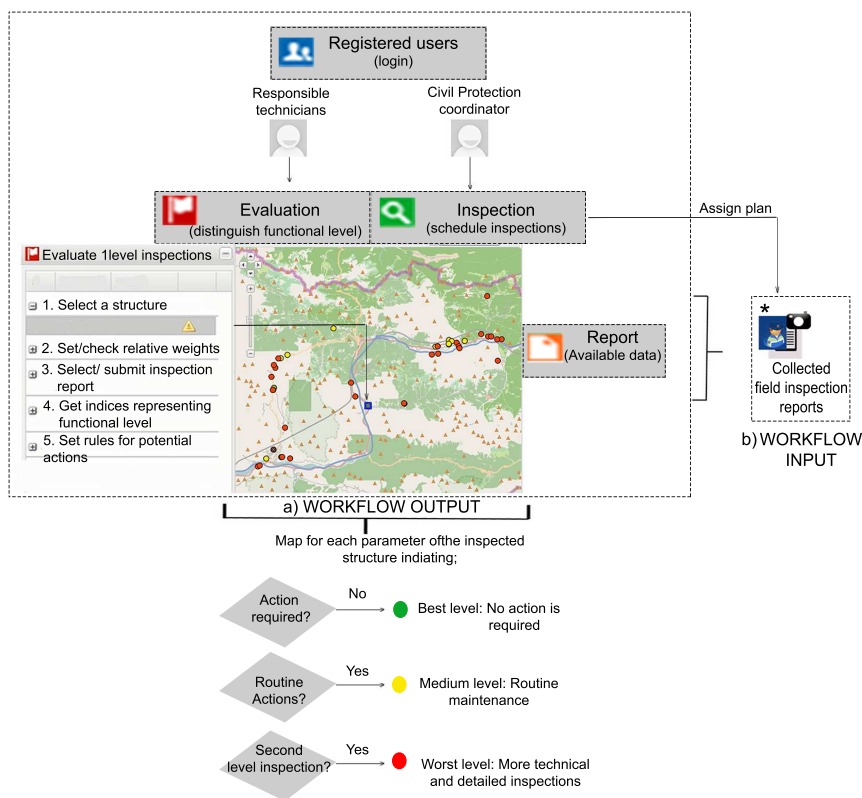 Registered users
(login)
Responsible
technicians
Civil Protection
coordinator
Evaluation
(distinguish functional level)
Inspection
(schedule inspections)
Assign plan
Evaluate 1level inspections
1. Select a structure
2. Set/check relative weights
3. Select/ submit inspection
report
4. Get indices representing
functional level
5. Set rules for potential
actions
Report
(Available data)
*
Collected
field inspection
reports
b) WORKFLOW
INPUT
a) WORKFLOW OUTPUT
Map for each parameter ofthe inspected
structure indiating;
Action
required?
No
Best level: No action is
required
Routine
Actions?
Yes
Medium level: Routine
maintenance
Second
level inspection?
Yes
Worst level: More technical
and detailed inspections